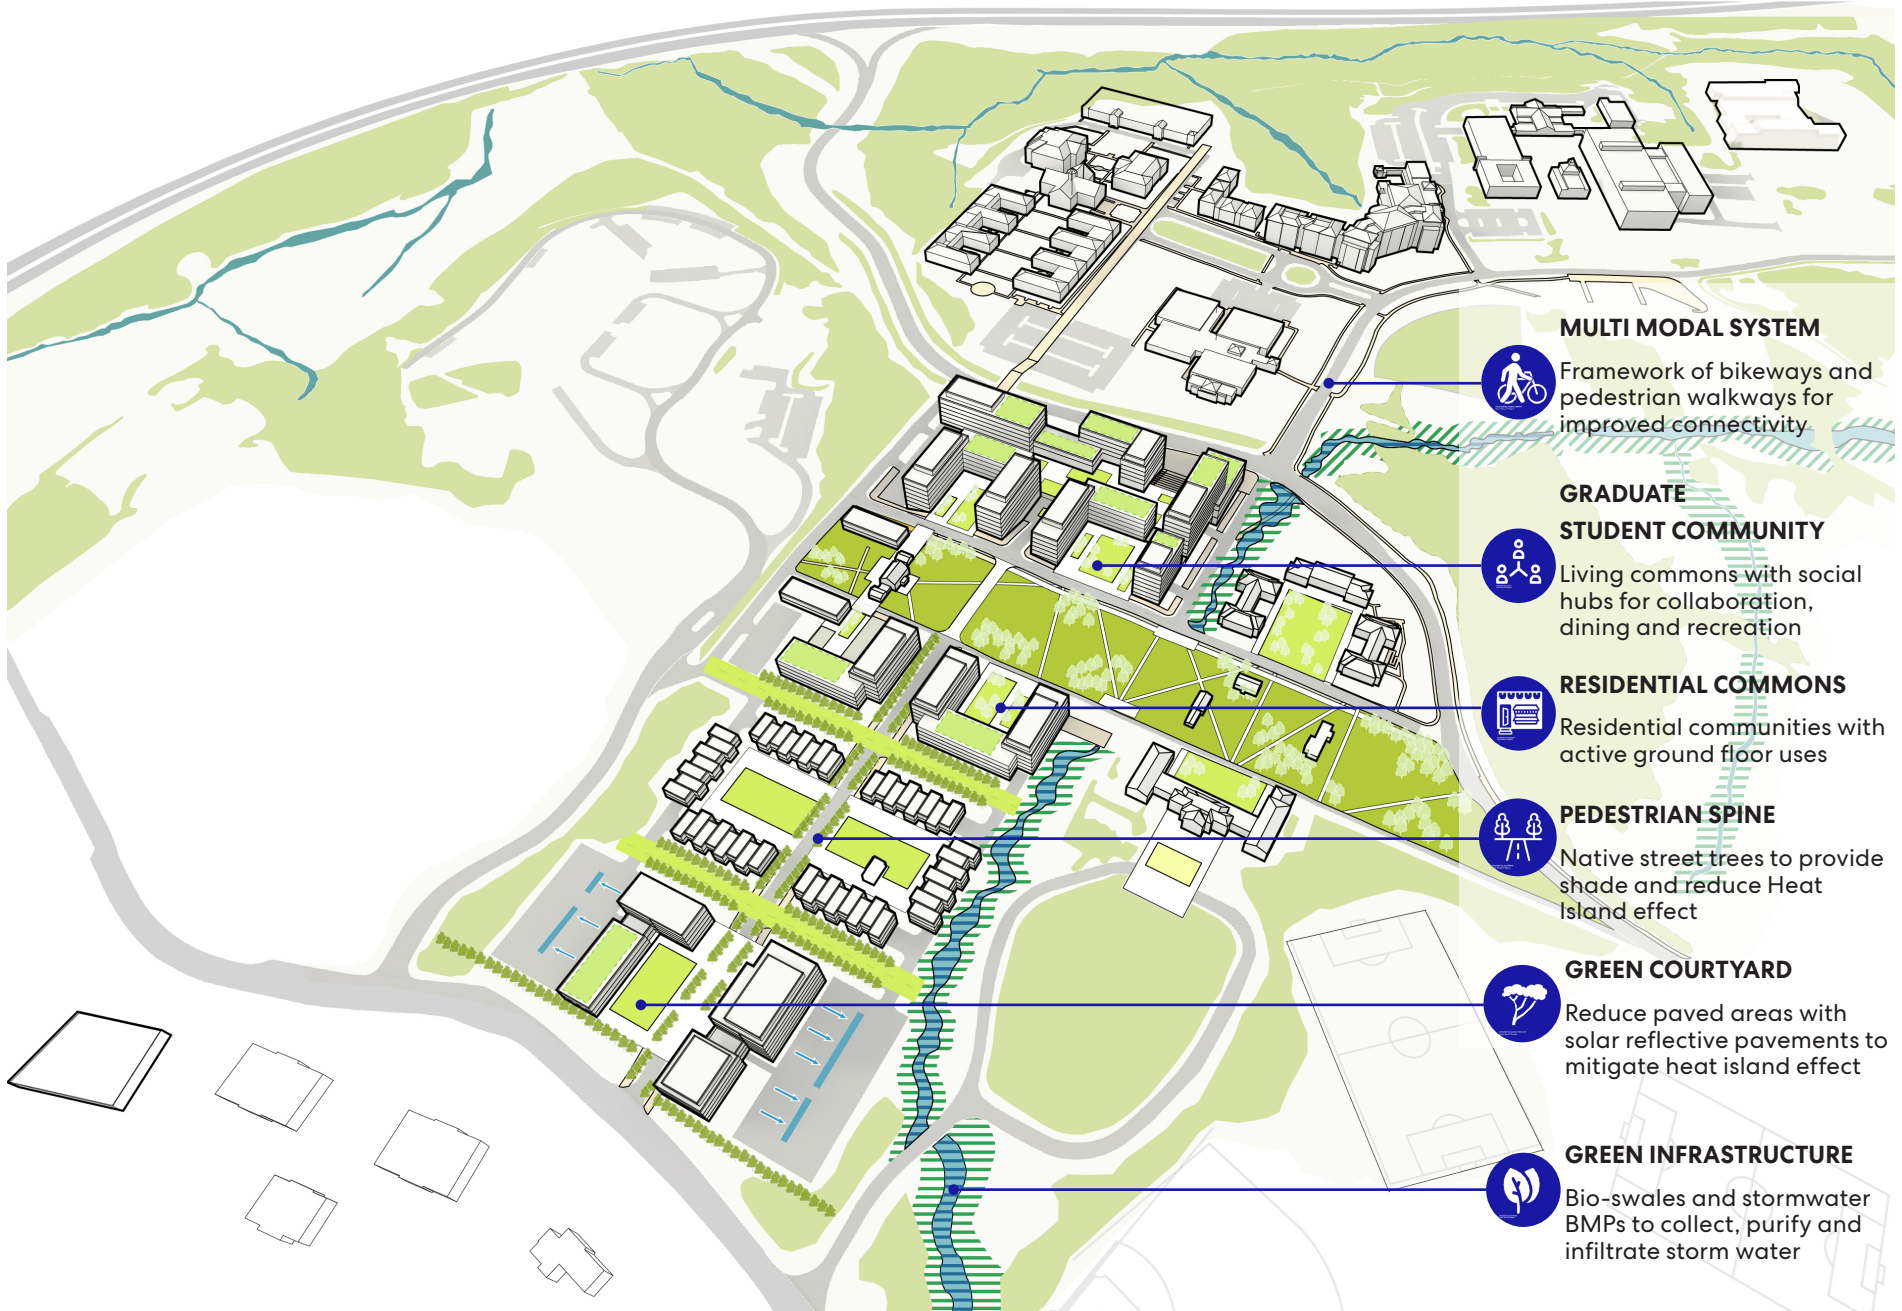 MULTI MODAL SYSTEM
Framework of bikeways and
pedestrian walkways for
improved connectivity
GRADUATE
STUDENT COMMUNITY
Living commons with social
hubs for collaboration,
dining and recreation
RESIDENTIAL COMMONS
Residential communities with
active ground floor uses
PEDESTRIAN SPINE
Native street trees to provide
shade and reduce Heat
Island effect
GREEN COURTYARD
Reduce paved areas with
solar reflective pavements to
mitigate heat island effect
GREEN INFRASTRUCTURE
Bio-swales and stormwater
BMPs to collect, purify and
infiltrate storm water